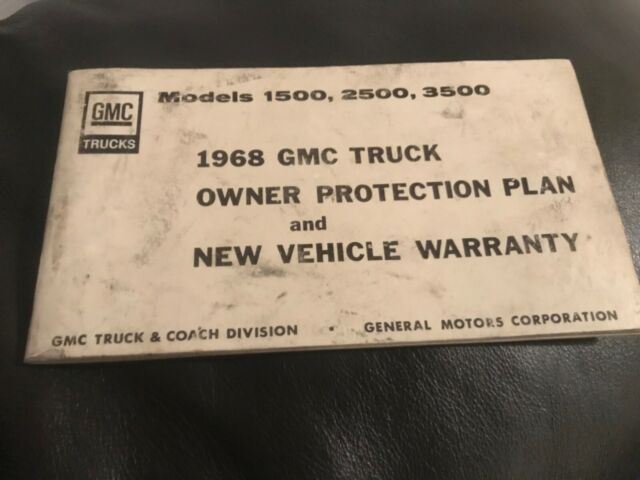 GMC
TRUCKS
Models 1500, 2500, 3500
1968 GMC TRUCK
OWNER PROTECTION PLAN
and
NEW VEHICLE WARRANTY
GMC TRUCK & COACH DIVISION • GENERAL MOTORS CORPORATION